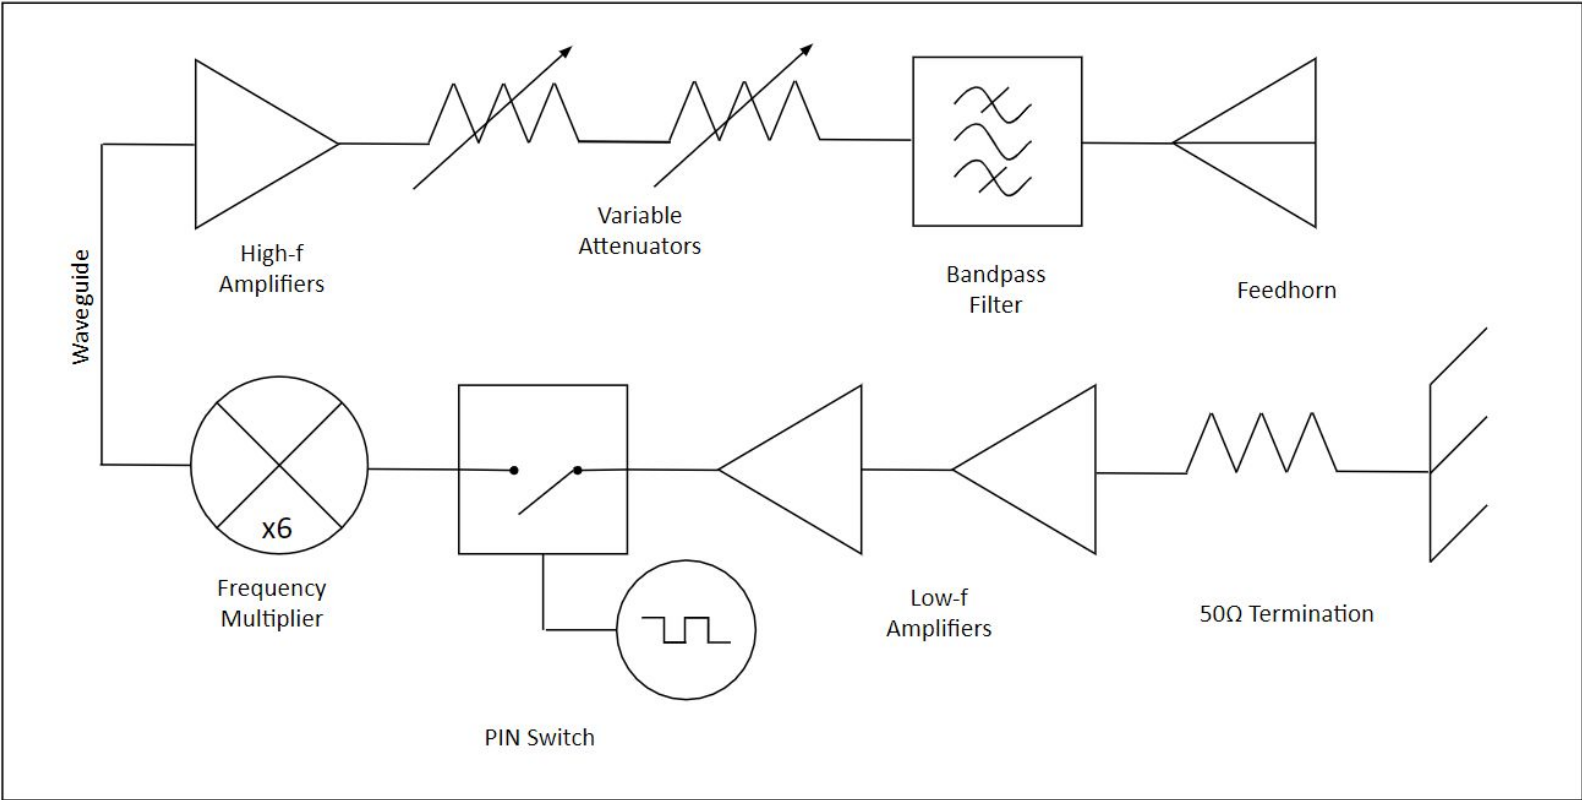 Variable
Attenuators
High-f
Amplifiers
Bandpass
Filter
Feedhorn
Waveguide
x6
Frequency
Multiplier
Low-f
Amplifiers
50Ω Termination
PIN Switch